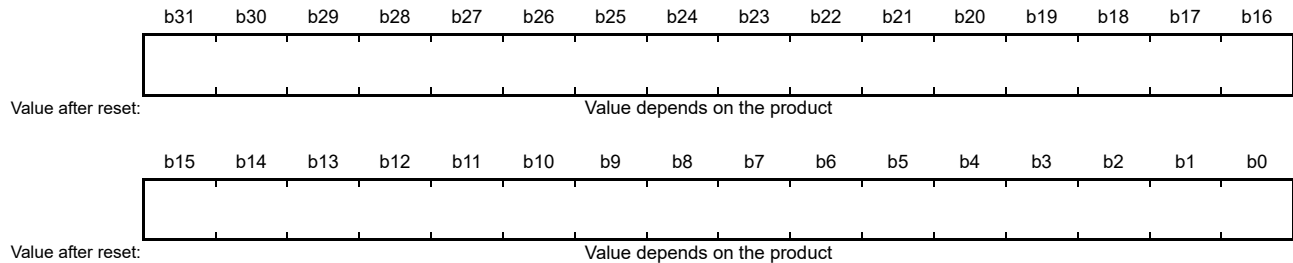 b31 b30 b29 b28 b27 b26 b25 b24 b23 b22 b21 b20 b19 b18 b17 b16
Value after reset: Value depends on the product
b15 b14 b13 b12 b11 b10 b9 b8 b7 b6 b5 b4 b3 b2 b1 b0
Value after reset: Value depends on the product